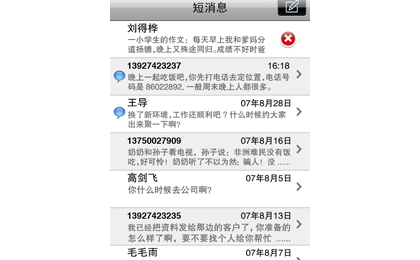 短消息
刘得桦
一小学生的作文：每天早上我和爹妈分
道扬镳,晚上又殊途同归。成绩不好时爸
13927423237
16:18
晚上一起吃饭吧,你先打电话去定位置,电话号
码是 86022892, 一般周末晚上人都很多。
王导
07年8月28日
换了新环境,工作还顺利吧？什么时候约大家
出来聚一下啊?
13750027909
07年8月16日
奶奶和孙子看电视，孙子说：非洲难民没有饭
吃,好可怜！奶奶听了不以为然: 骗人！没 ......
高剑飞
07年8月5日
你什么时候去公司啊?
13927423235
07年8月13日
我已经把资料发给那边的客户了, 你准备的
怎么样了啊，要不要找个人给你帮忙 ......
毛毛雨
07年8月7日